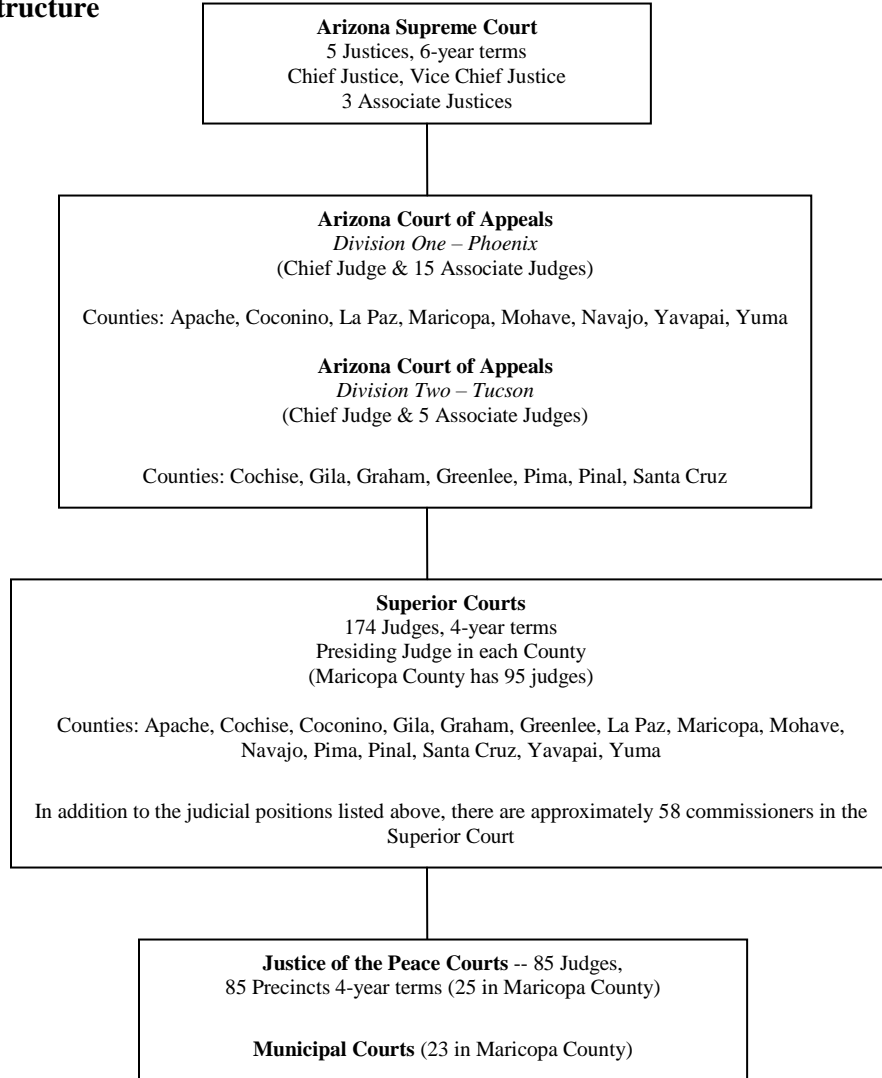 tructure
Arizona Supreme Court
5 Justices, 6-year terms
Chief Justice, Vice Chief Justice
3 Associate Justices
Arizona Court of Appeals
Division One – Phoenix
(Chief Judge & 15 Associate Judges)
Counties: Apache, Coconino, La Paz, Maricopa, Mohave, Navajo, Yavapai, Yuma
Arizona Court of Appeals
Division Two – Tucson
(Chief Judge & 5 Associate Judges)
Counties: Cochise, Gila, Graham, Greenlee, Pima, Pinal, Santa Cruz
Superior Courts
174 Judges, 4-year terms
Presiding Judge in each County
(Maricopa County has 95 judges)
Counties: Apache, Cochise, Coconino, Gila, Graham, Greenlee, La Paz, Maricopa, Mohave,
Navajo, Pima, Pinal, Santa Cruz, Yavapai, Yuma
In addition to the judicial positions listed above, there are approximately 58 commissioners in the
Superior Court
Justice of the Peace Courts -- 85 Judges,
85 Precincts 4-year terms (25 in Maricopa County)
Municipal Courts (23 in Maricopa County)